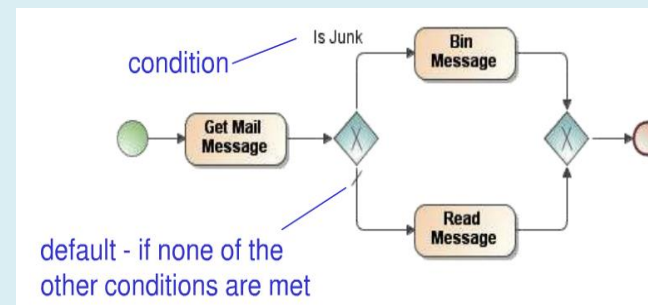 Is Junk
condition
Bin
Message
Get Mail
Message
X
X
Read
Message
default - if none of the
other conditions are met